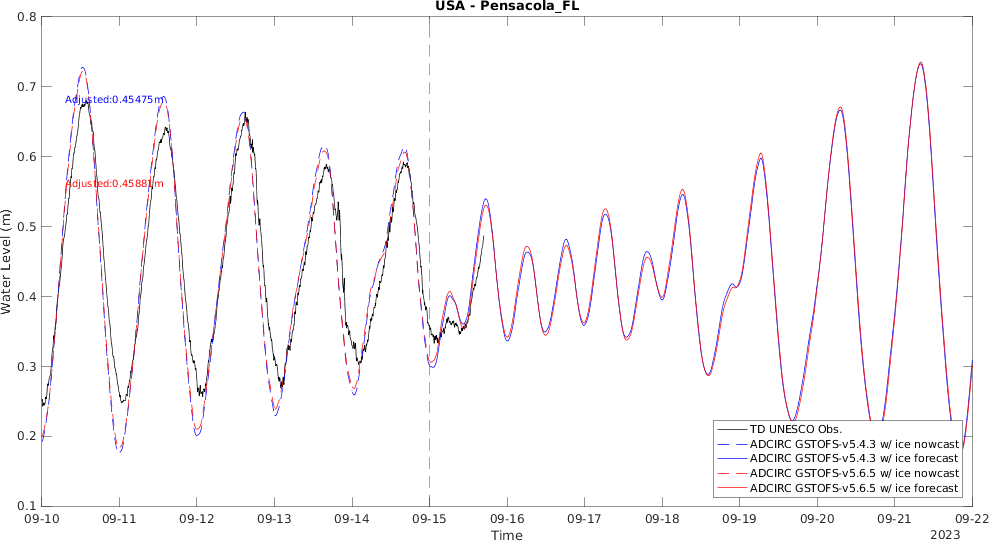 USA - Pensacola_FL
0.8
0.7
0.6
0.5
0.4
0.3
0.2
0.1
Water Level (m)
Adjusted:0.45475m
Adjusted:0.45881m
TD UNESCO Obs.
ADCIRC GSTOFS-v5.4.3 w/ ice nowcast
ADCIRC GSTOFS-v5.4.3 w/ ice forecast
ADCIRC GSTOFS-v5.6.5 w/ ice nowcast
ADCIRC GSTOFS-v5.6.5 w/ ice forecast
09-10 09-11 09-12 09-13 09-14 09-15 09-16 09-17 09-18 09-19 09-20 09-21 09-22
Time
2023